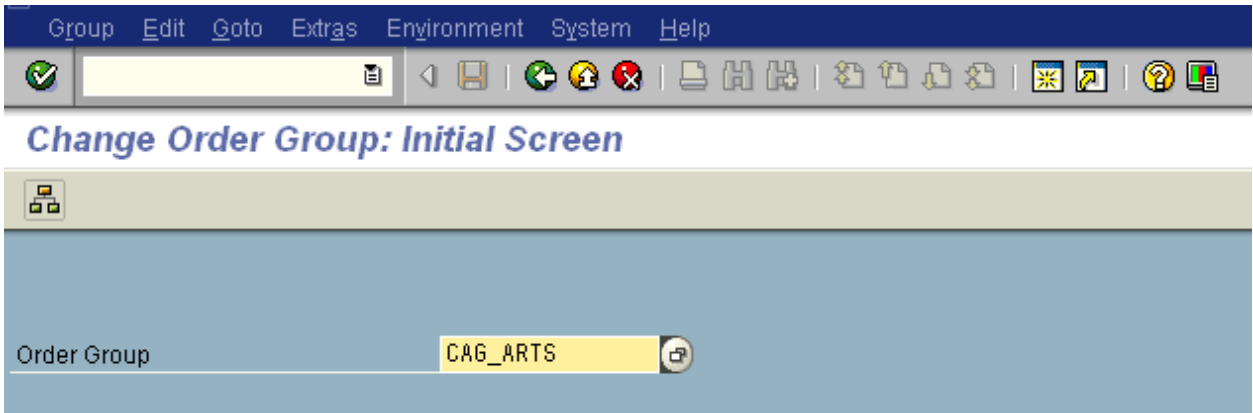 Group Edit Goto Extras Environment System Help
Change Order Group: Initial Screen
Order Group CAG_ARTS